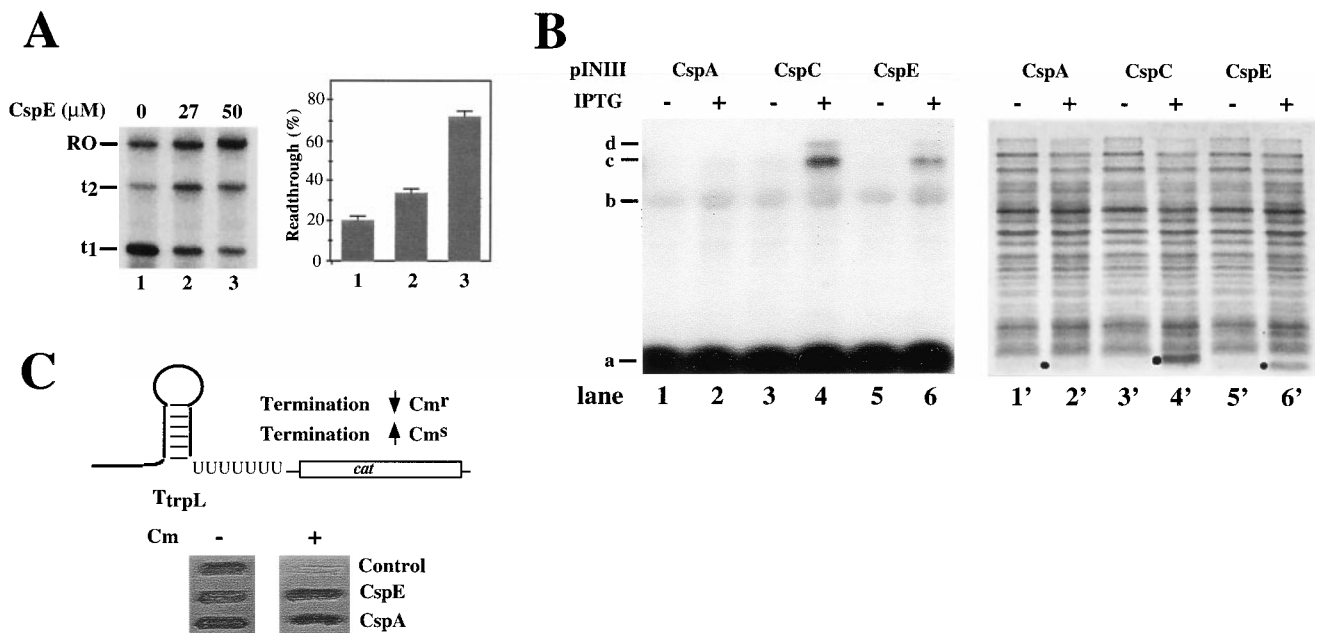 A
CspE (µM) 0 27 50
RO
t2
t1
1 2 3
Readthrough (%)
80
60
40
20
0
1 2 3
B
pINIII CspA CspC CspE CspA CspC CspE
IPTG - + - + - + - + - + - +
d
c
b
a
lane 1 2 3 4 5 6 1’ 2’ 3’ 4’ 5’ 6’
C
Termination Cmr
Termination Cms
UUUUUUU cat
TtrpL
Cm - +
Control
CspE
CspA